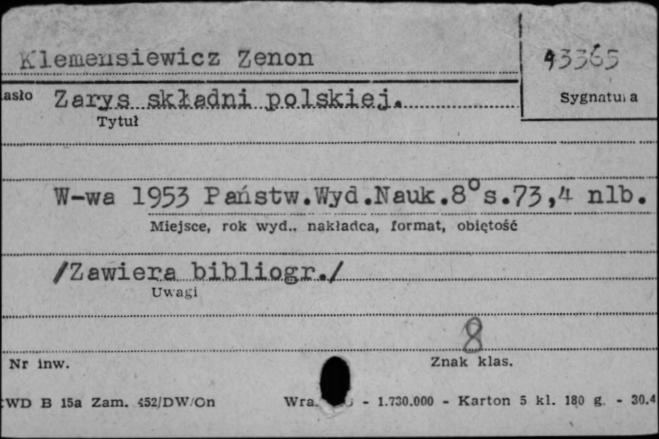 Klemensiewicz Zenon
43365
asło Zarys składni polskiej.
Sygnatura
Tytuł
W-wa 1953 Państw.Wyd.Nauk.8°s.73,4 nlb.
Miejsce, rok wyd., nakładca, format, objętość
/Zawiera bibliogr./
Uwagi
8
Nr inw.
Znak klas.
WD B 15a Zam. 452/DW/On Wra. - 1.730.000 - Karton 5 kl. 180 g. - 30.4